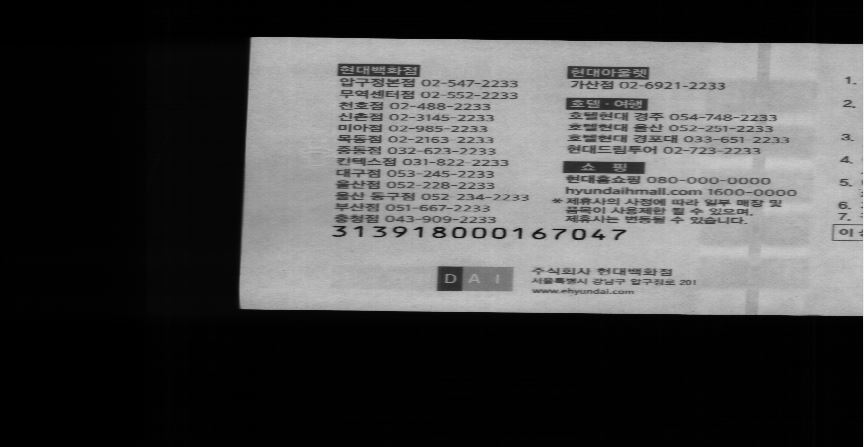 현대백화점
압구정본점 02-547-2233
무역센터점 02-552-2233
천호점 02-488-2233
신촌점 02-3145-2233
미아점 02-985-2233
목동점 02-2163-2233
중동점 032-623-2233
킨텍스점 031-822-2233
대구점 053-245-2233
울산점 052-228-2233
울산 동구점 052-234-2233
부산점 051-667-2233
충청점 043-909-2233
현대아울렛
가산점 02-6921-2233
호텔·여행
호텔현대 경주 054-748-2233
호텔현대 울산 052-251-2233
호텔현대 경포대 033-651-2233
현대드림투어 02-723-2233
쇼 핑
현대홈쇼핑 080-000-0000
hyundaihmall.com 1600-0000
* 제휴사의 사정에 따라 일부 매장 및
품목이 사용제한 될 수 있으며,
제휴사는 변동될 수 있습니다.
3139180000167047
DAI
주식회사 현대백화점
서울특별시 강남구 압구정로 201
www.ehyundai.com
1.
2.
3.
4.
5.
6.
7.
이